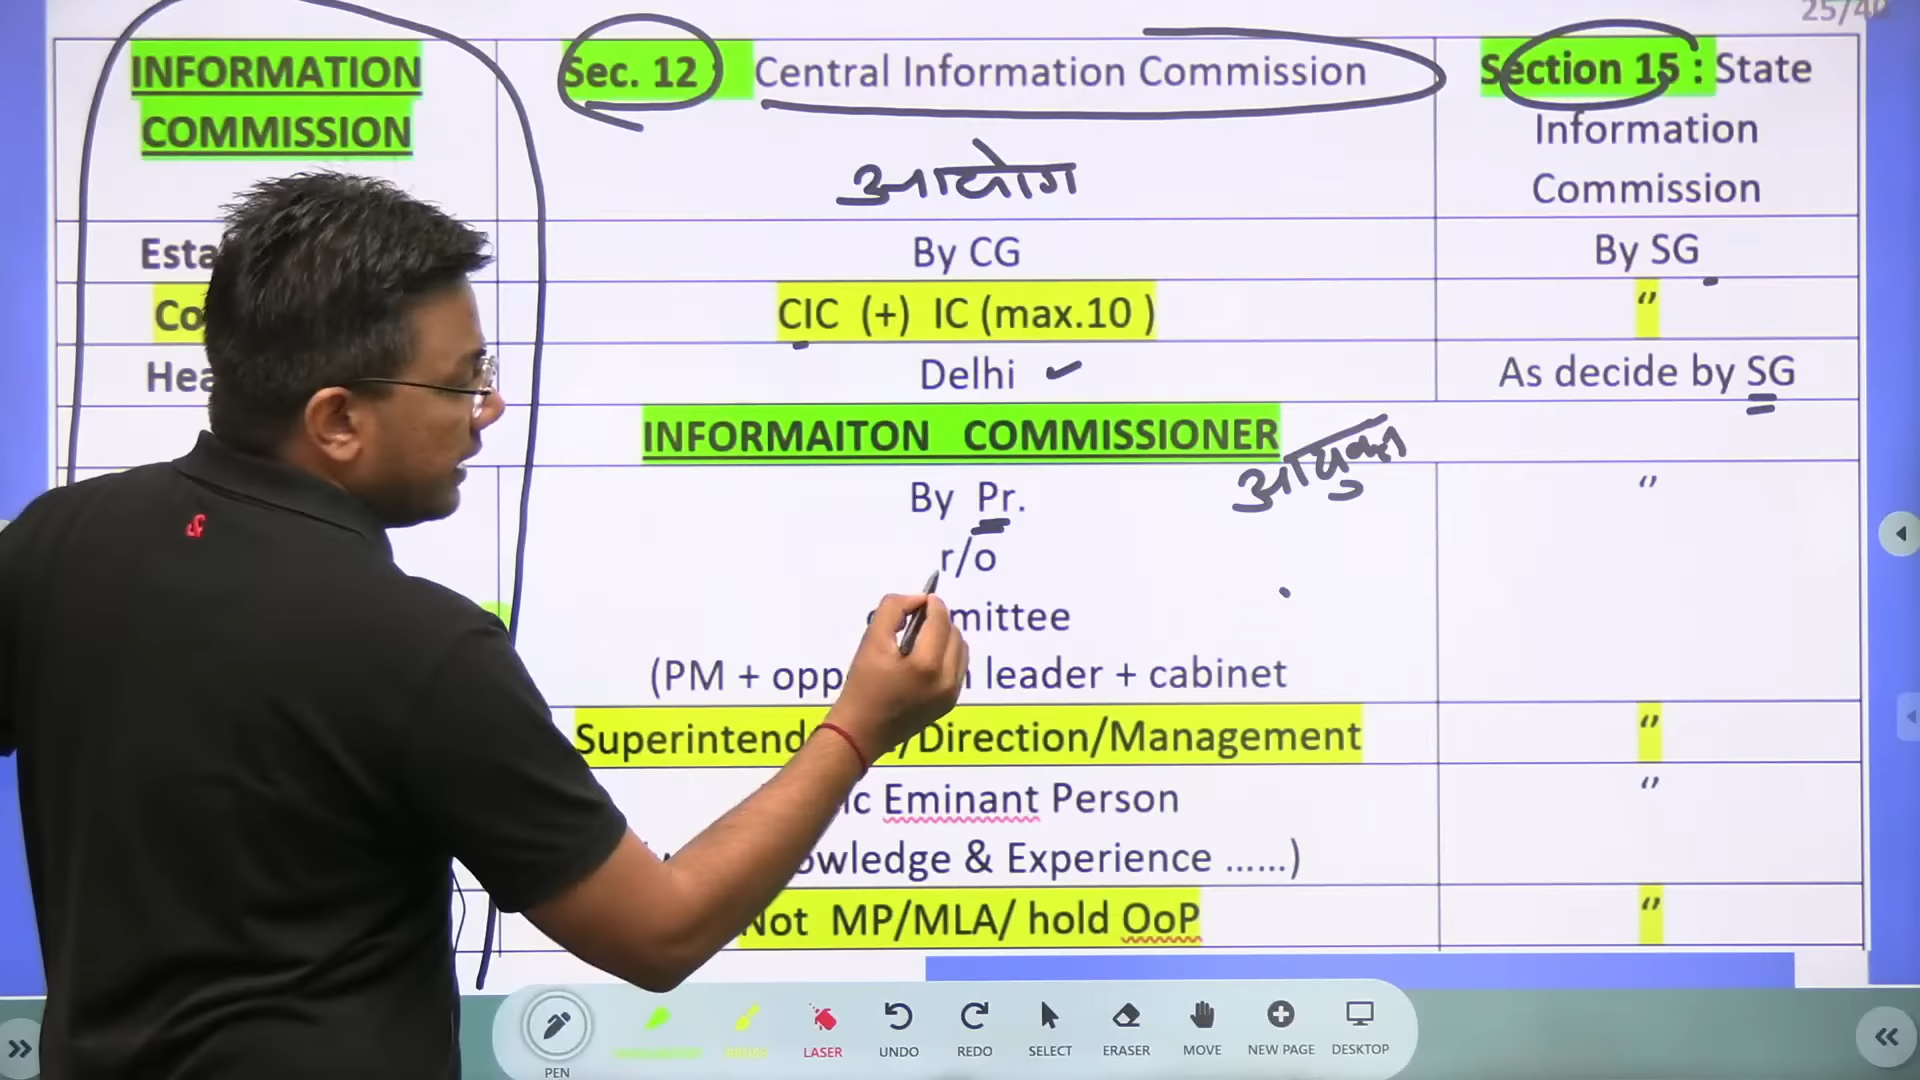 25/40
INFORMATION
COMMISSION
Sec. 12 : Central Information Commission
आयोग
Section 15 : State
Information
Commission
Esta
By CG
By SG
Co
CIC (+) IC (max.10 )
‘’
Hea
Delhi
As decide by SG
INFORMAITON COMMISSIONER
आयुक्त
By Pr.
‘’
r/o
mittee
(PM + opp leader + cabinet
Superintend /Direction/Management
‘’
ic Eminant Person
‘’
owledge & Experience ......)
Not MP/MLA/ hold OoP
‘’
PEN
LASER
UNDO
REDO
SELECT
ERASER
MOVE
NEW PAGE
DESKTOP